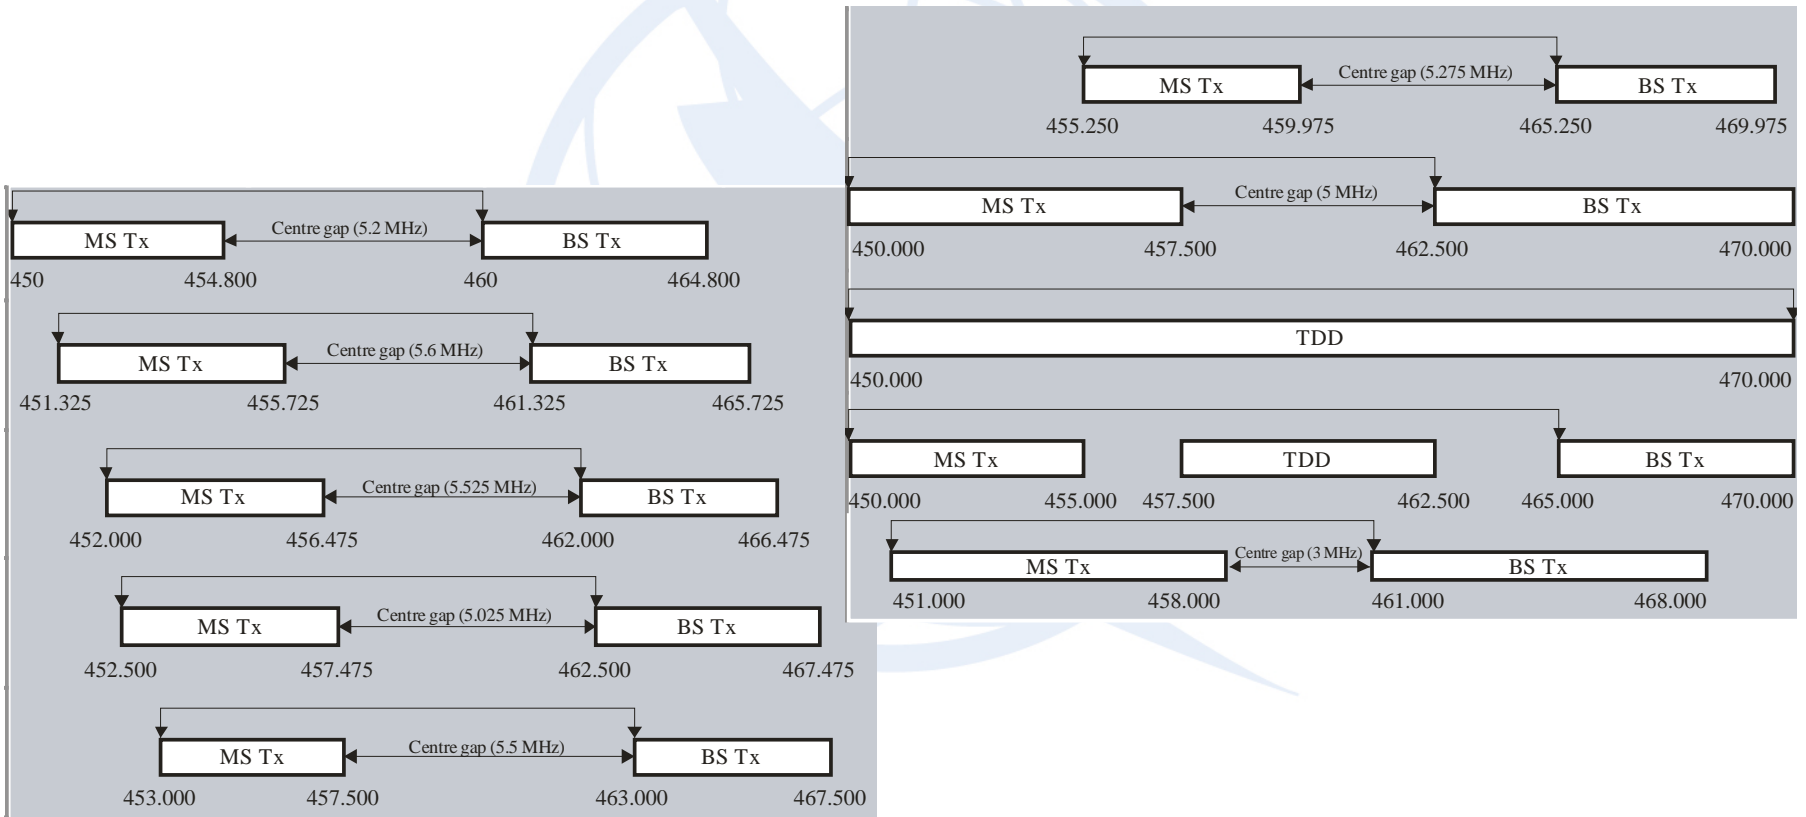 Centre gap (5.2 MHz)
MS Tx BS Tx
450 454.800 460 464.800
Centre gap (5.6 MHz)
MS Tx BS Tx
451.325 455.725 461.325 465.725
Centre gap (5.525 MHz)
MS Tx BS Tx
452.000 456.475 462.000 466.475
Centre gap (5.025 MHz)
MS Tx BS Tx
452.500 457.475 462.500 467.475
Centre gap (5.5 MHz)
MS Tx BS Tx
453.000 457.500 463.000 467.500
Centre gap (5.275 MHz)
MS Tx BS Tx
455.250 459.975 465.250 469.975
Centre gap (5 MHz)
MS Tx BS Tx
450.000 457.500 462.500 470.000
TDD
450.000 470.000
MS Tx TDD BS Tx
450.000 455.000 457.500 462.500 465.000 470.000
Centre gap (3 MHz)
MS Tx BS Tx
451.000 458.000 461.000 468.000